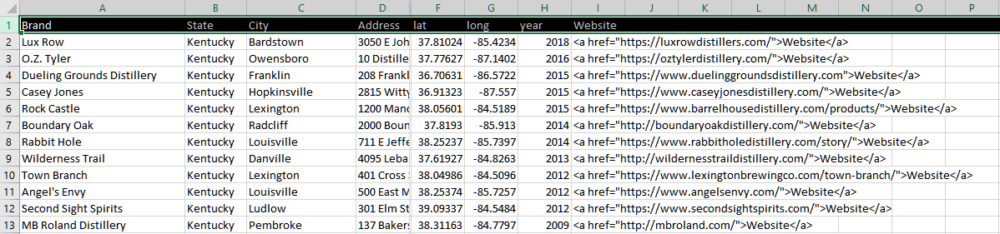 A B C D F G H I J K L M N O P
1 Brand State City Address lat long year Website
2 Lux Row Kentucky Bardstown 3050 E Joh 37.81024 -85.4234 2018 <a href="https://luxrowdistillers.com/">Website</a>
3 O.Z. Tyler Kentucky Owensboro 10 Distille 37.77627 -87.1402 2016 <a href="https://oztylerdistillery.com/">Website</a>
4 Dueling Grounds Distillery Kentucky Franklin 208 Frankl 36.70631 -86.5722 2015 <a href="https://www.duelinggroundsdistillery.com">Website</a>
5 Casey Jones Kentucky Hopkinsville 2815 Witty 36.91323 -87.557 2015 <a href="https://www.caseyjonesdistillery.com/">Website</a>
6 Rock Castle Kentucky Lexington 1200 Manc 38.05601 -84.5189 2015 <a href="https://www.barrelhousedistillery.com/products/">Website</a>
7 Boundary Oak Kentucky Radcliff 2000 Boun 37.8193 -85.913 2014 <a href="http://boundaryoakdistillery.com/">Website</a>
8 Rabbit Hole Kentucky Louisville 711 E Jeffe 38.25237 -85.7397 2014 <a href="https://www.rabbitholedistillery.com/story/">Website</a>
9 Wilderness Trail Kentucky Danville 4095 Leba 37.61927 -84.8263 2013 <a href="http://wildernesstraildistillery.com/">Website</a>
10 Town Branch Kentucky Lexington 401 Cross 38.04986 -84.5096 2012 <a href="https://www.lexingtonbrewingco.com/town-branch/">Website</a>
11 Angel's Envy Kentucky Louisville 500 East M 38.25374 -85.7257 2012 <a href="https://www.angelsenvy.com/">Website</a>
12 Second Sight Spirits Kentucky Ludlow 301 Elm St 39.09337 -84.5484 2012 <a href="https://www.secondsightspirits.com/">Website</a>
13 MB Roland Distillery Kentucky Pembroke 137 Bakers 38.31163 -84.7797 2009 <a href="http://mbroland.com/">Website</a>